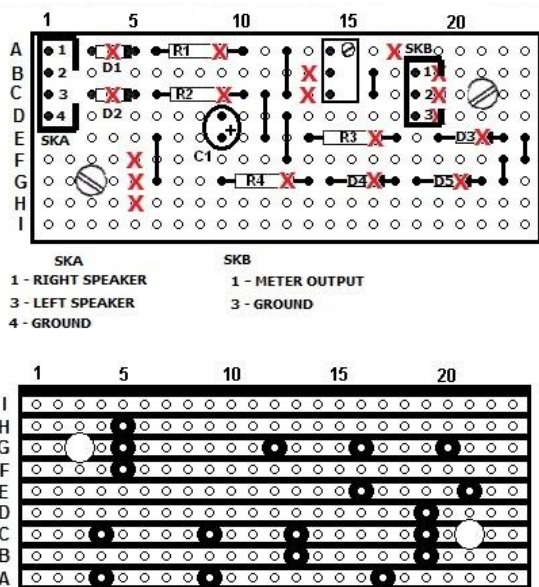 1 5 10 15 20
A 1 D1 R1 SKB
B 2 1
C 3 D2 R2 2
D 4 + 3
E SKA C1 R3 D3
F
G R4 D4 D5
H
I
SKA SKB
1 - RIGHT SPEAKER 1 - METER OUTPUT
3 - LEFT SPEAKER 3 - GROUND
4 - GROUND
1 5 10 15 20
I
H
G
F
E
D
C
B
A